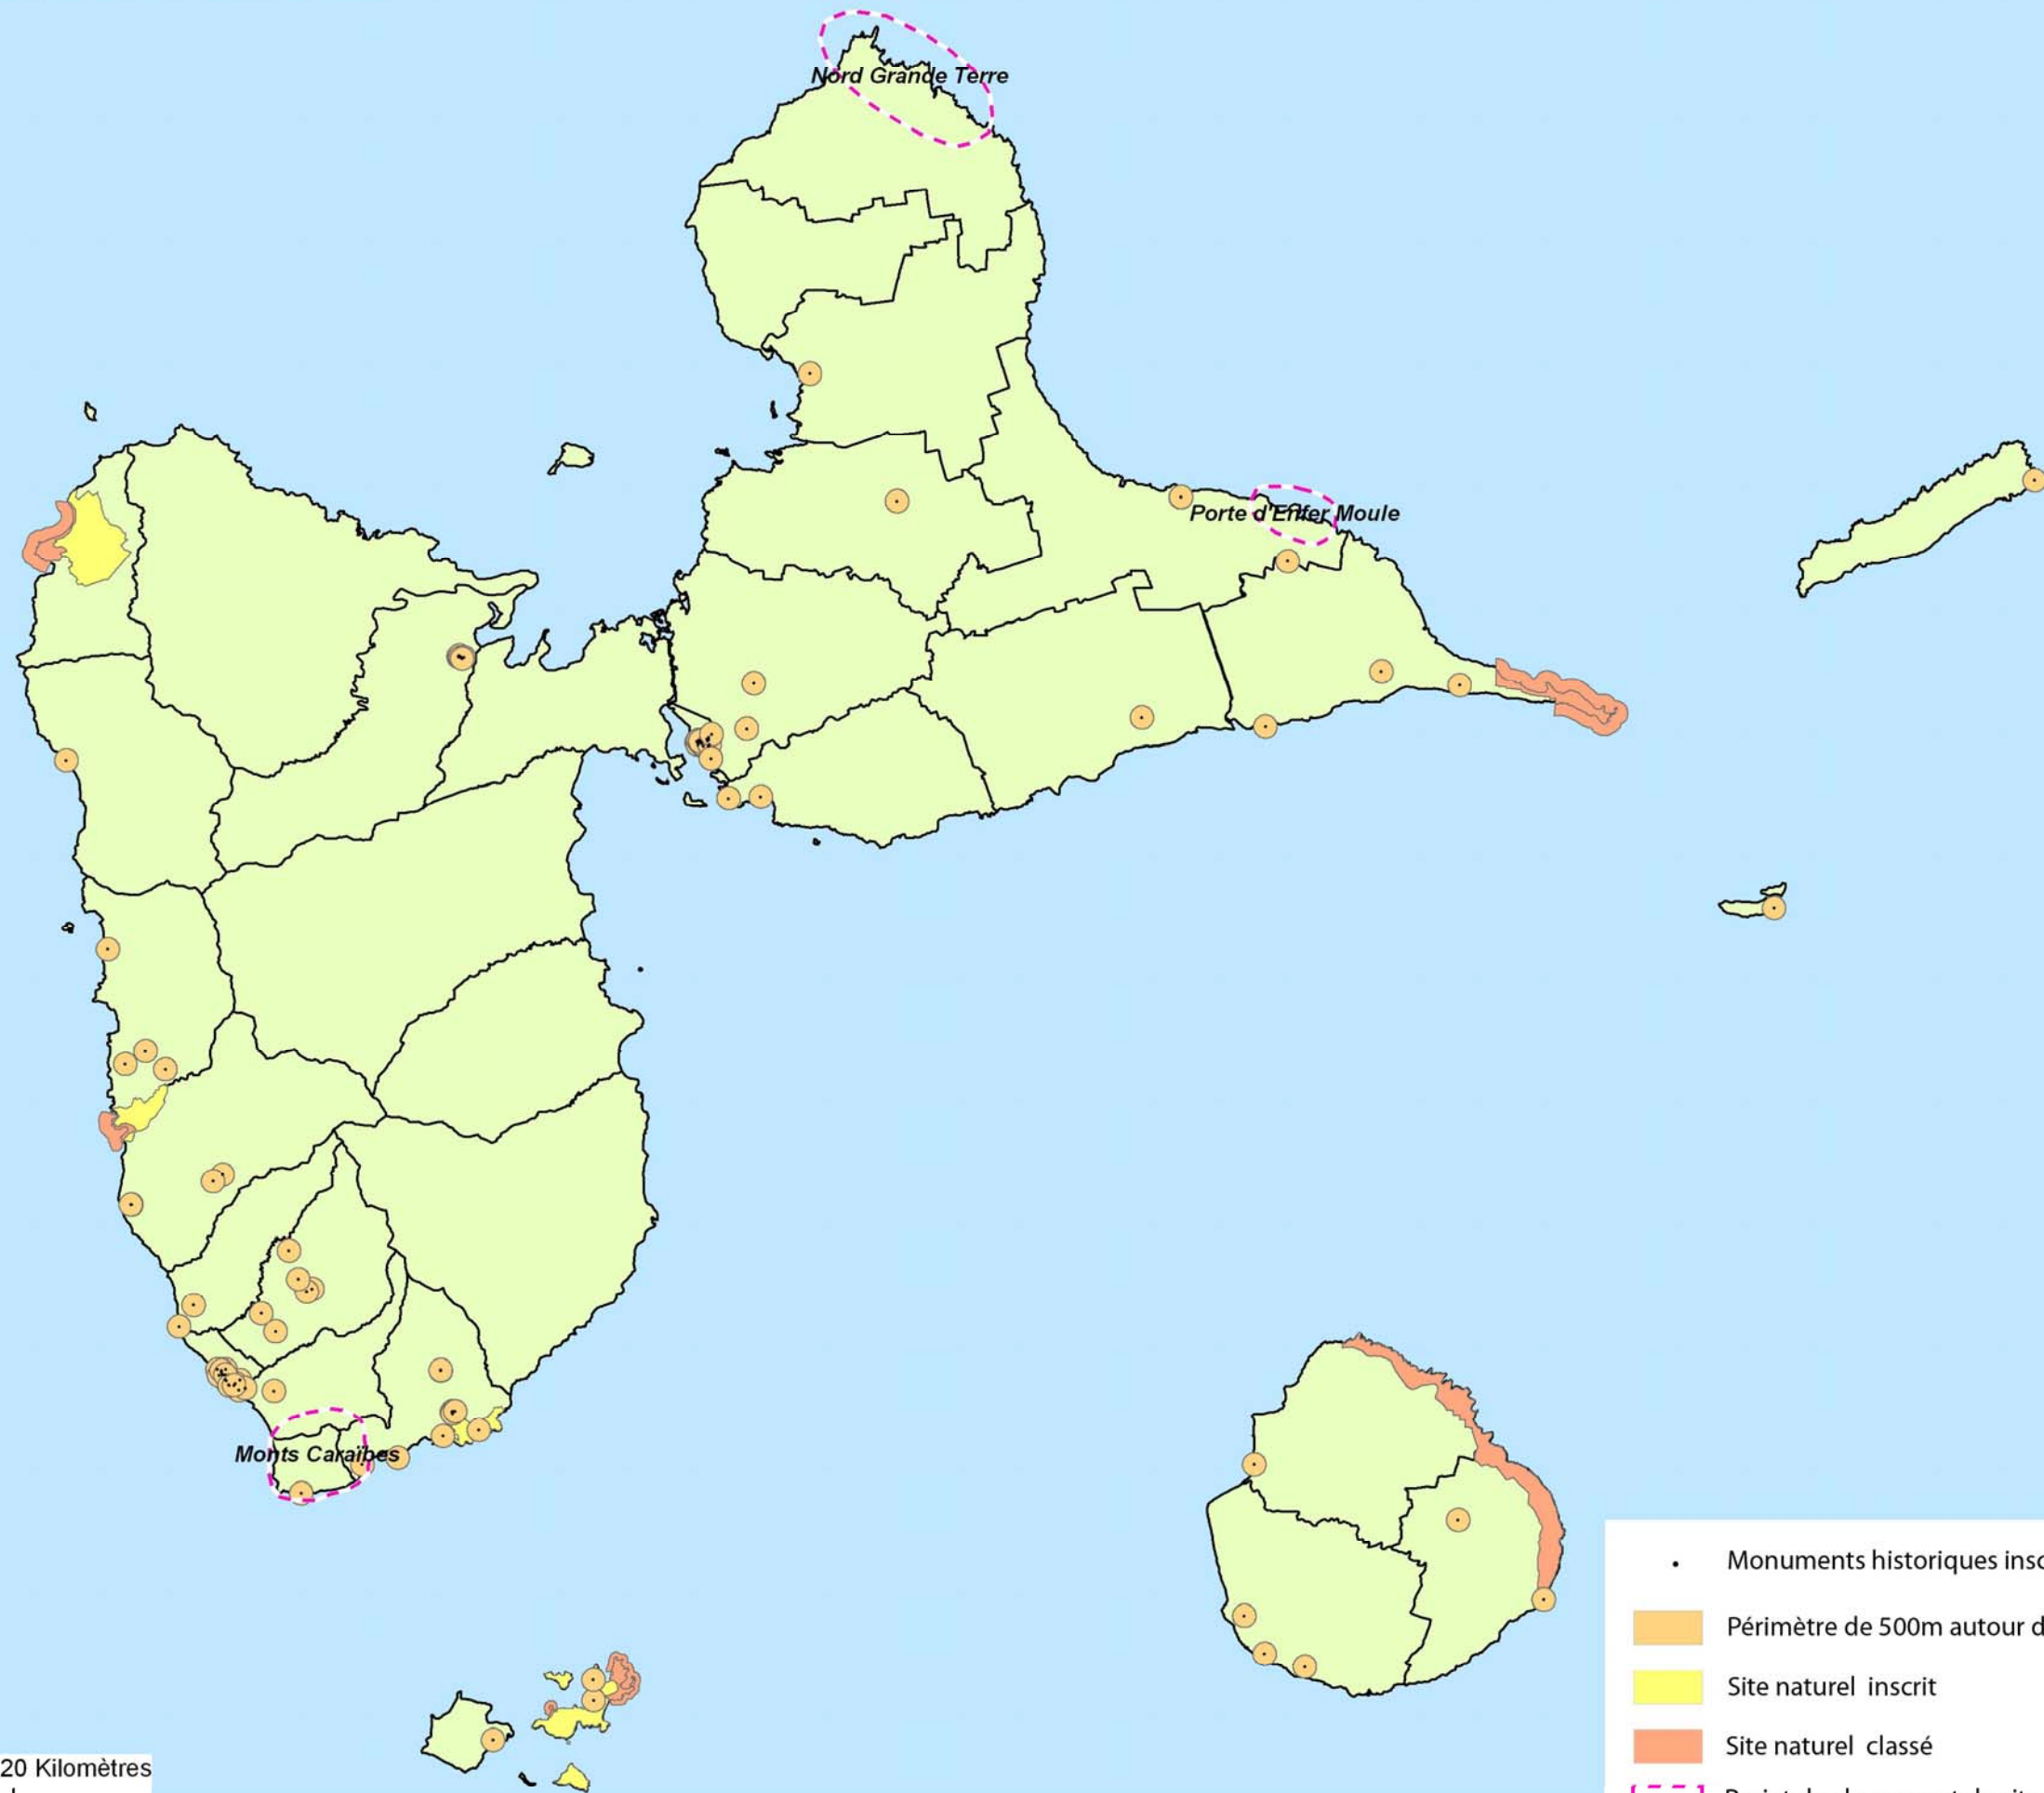 Nord Grande Terre
Porte d'Enfer Moule
Monts Caraïbes
Monuments historiques
Périmètre de 500m autour
Site naturel inscrit
Site naturel classé
20 Kilomètres